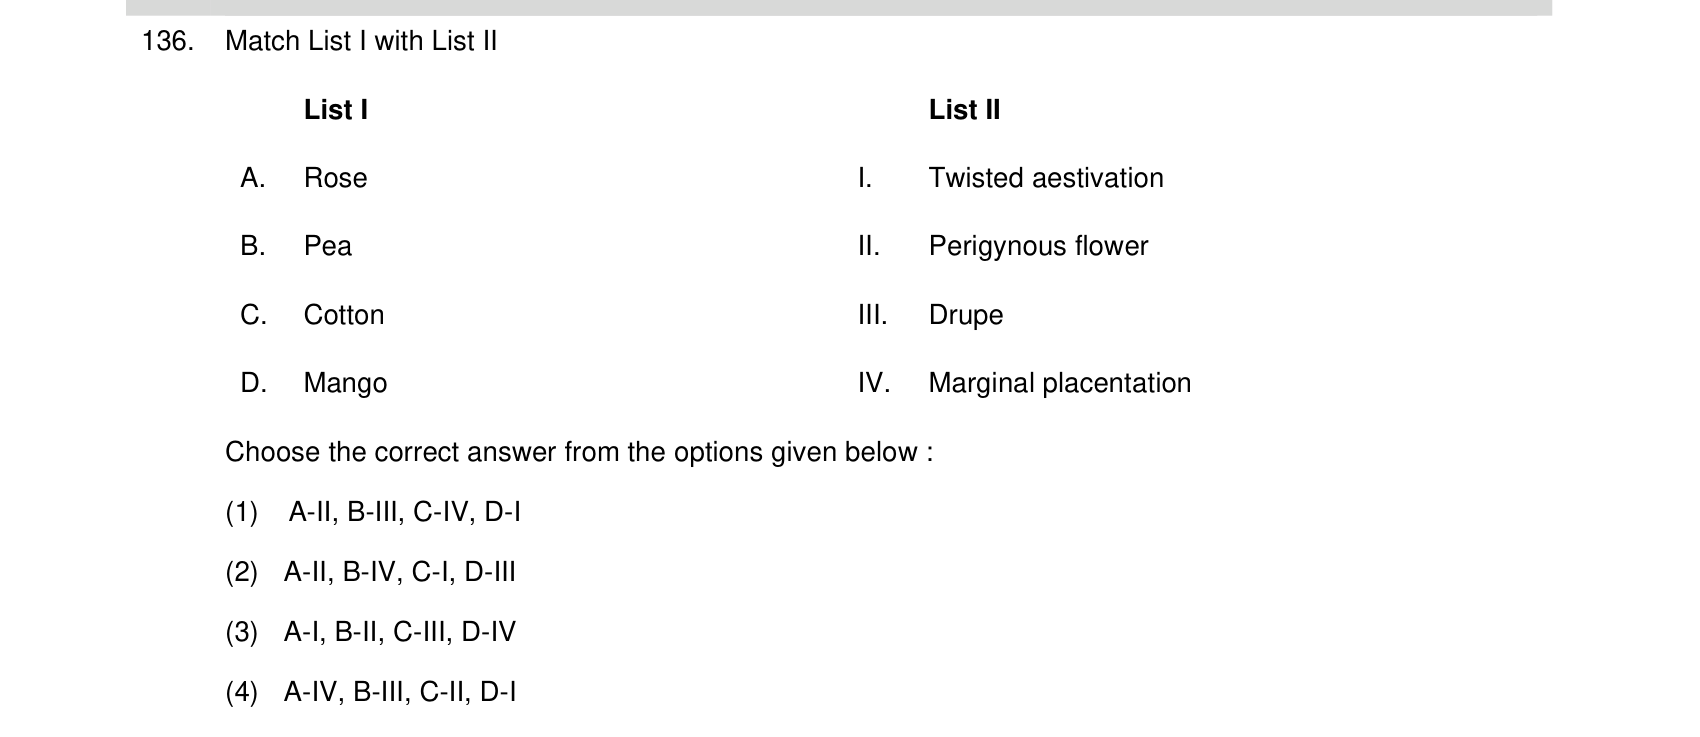 136. Match List I with List II
List I List II
A. Rose I. Twisted aestivation
B. Pea II. Perigynous flower
C. Cotton III. Drupe
D. Mango IV. Marginal placentation
Choose the correct answer from the options given below :
(1) A-II, B-III, C-IV, D-I
(2) A-II, B-IV, C-I, D-III
(3) A-I, B-II, C-III, D-IV
(4) A-IV, B-III, C-II, D-I